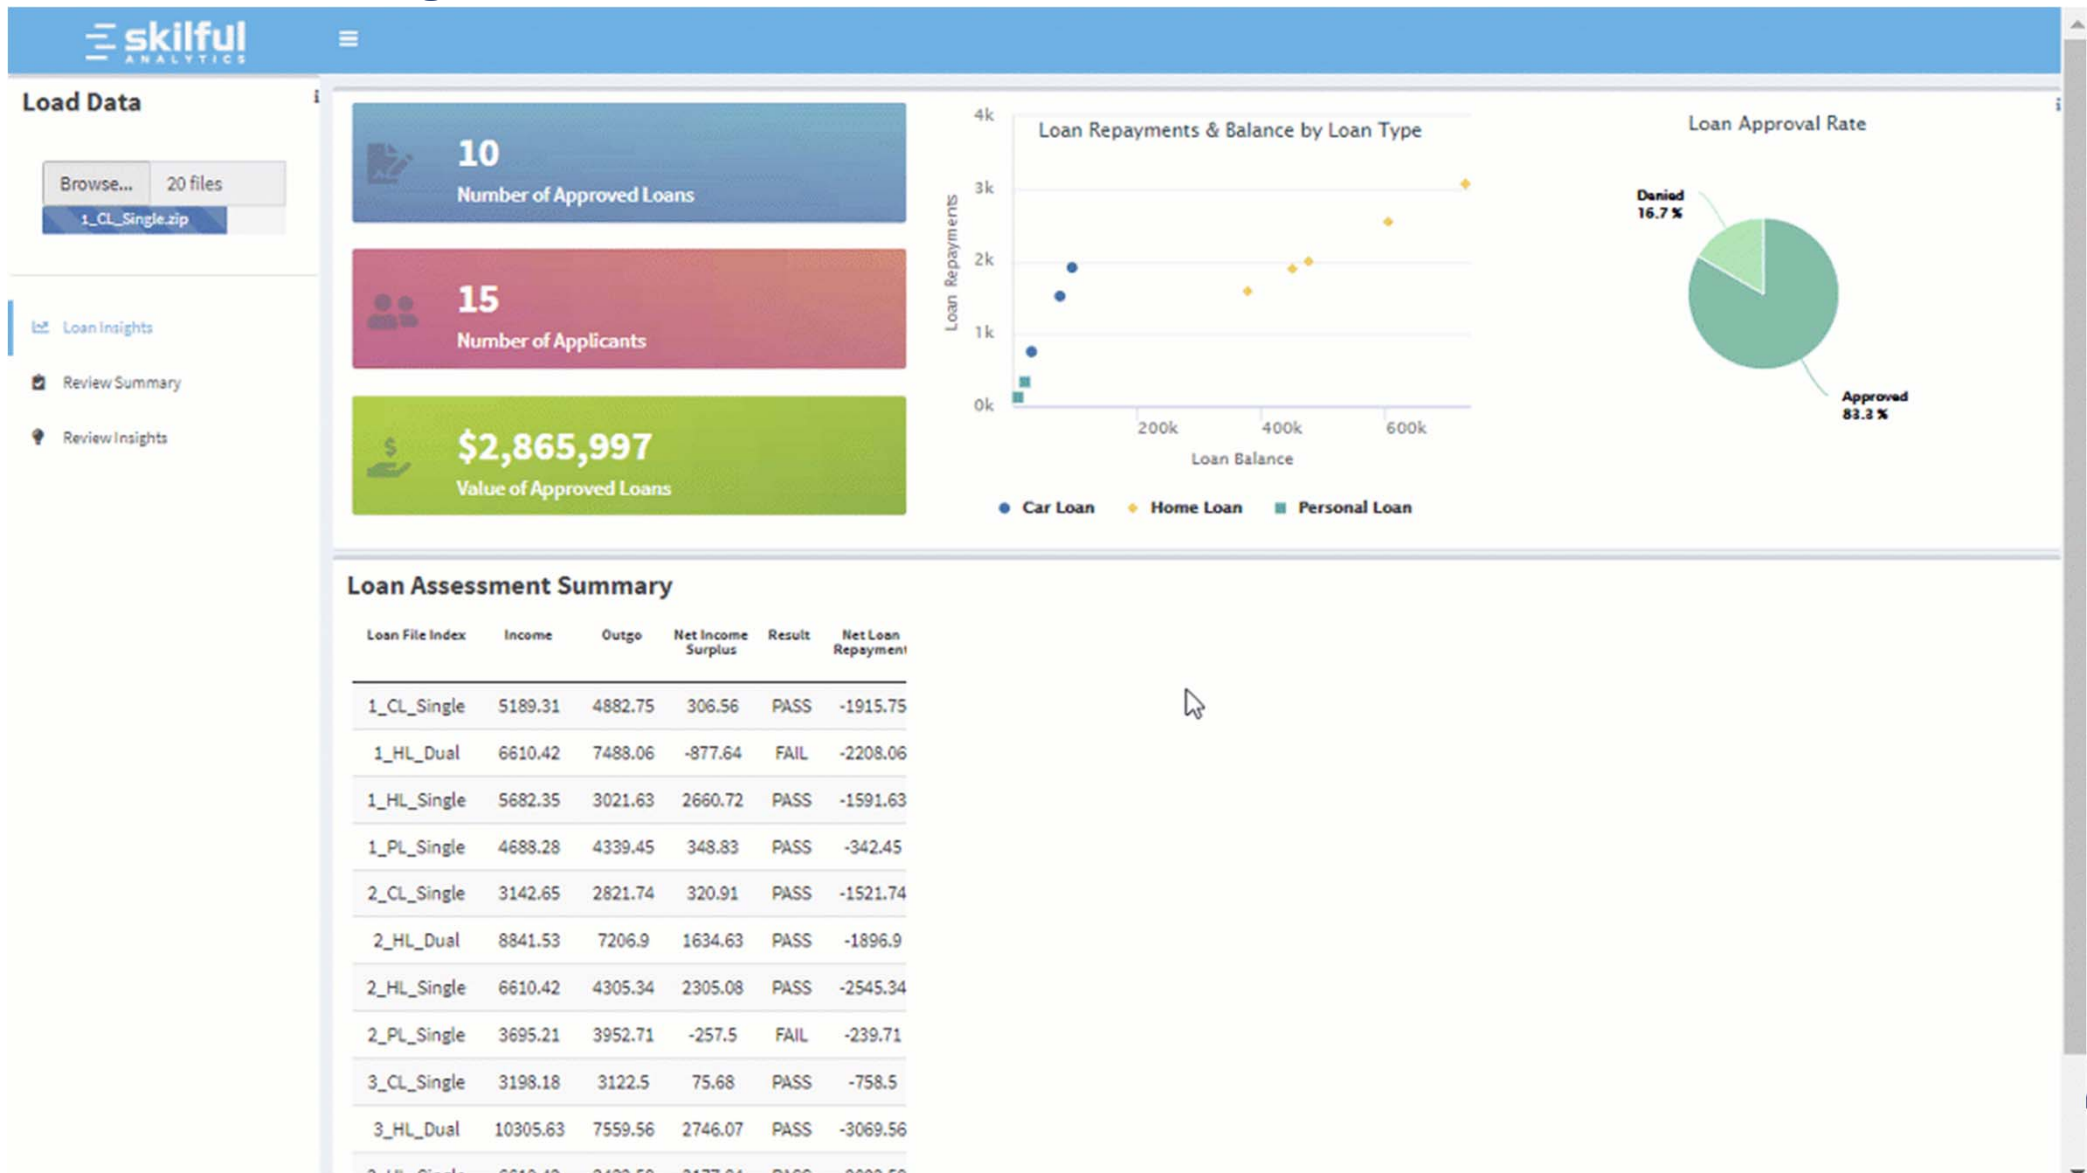 skilful
ANALYTICS
Load Data
Browse... 20 files
1_CL_Single.zip
Loan Insights
Review Summary
Review Insights
10
Number of Approved Loans
15
Number of Applicants
$2,865,997
Value of Approved Loans
Loan Repayments & Balance by Loan Type
4k
3k
2k
1k
0k
Loan Repayments
200k 400k 600k
Loan Balance
Car Loan Home Loan Personal Loan
Loan Approval Rate
Denied
16.7 %
Approved
83.3 %
Loan Assessment Summary
Loan File Index Income Outgo Net Income Surplus Result Net Loan Repayment
1_CL_Single 5189.31 4882.75 306.56 PASS -1915.75
1_HL_Dual 6610.42 7488.06 -877.64 FAIL -2208.06
1_HL_Single 5682.35 3021.63 2660.72 PASS -1591.63
1_PL_Single 4688.28 4339.45 348.83 PASS -342.45
2_CL_Single 3142.65 2821.74 320.91 PASS -1521.74
2_HL_Dual 8841.53 7206.9 1634.63 PASS -1896.9
2_HL_Single 6610.42 4305.34 2305.08 PASS -2545.34
2_PL_Single 3695.21 3952.71 -257.5 FAIL -239.71
3_CL_Single 3198.18 3122.5 75.68 PASS -758.5
3_HL_Dual 10305.63 7559.56 2746.07 PASS -3069.56